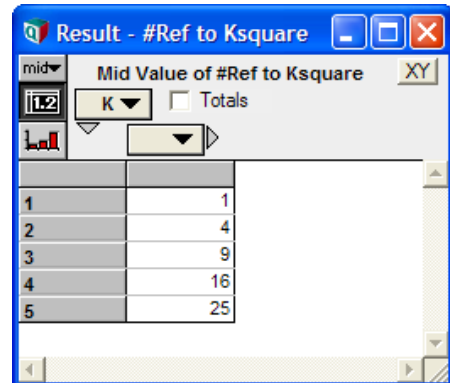 Result - #Ref to Ksquare
mid
Mid Value of #Ref to Ksquare
XY
1.2
K
Totals
1 1
2 4
3 9
4 16
5 25